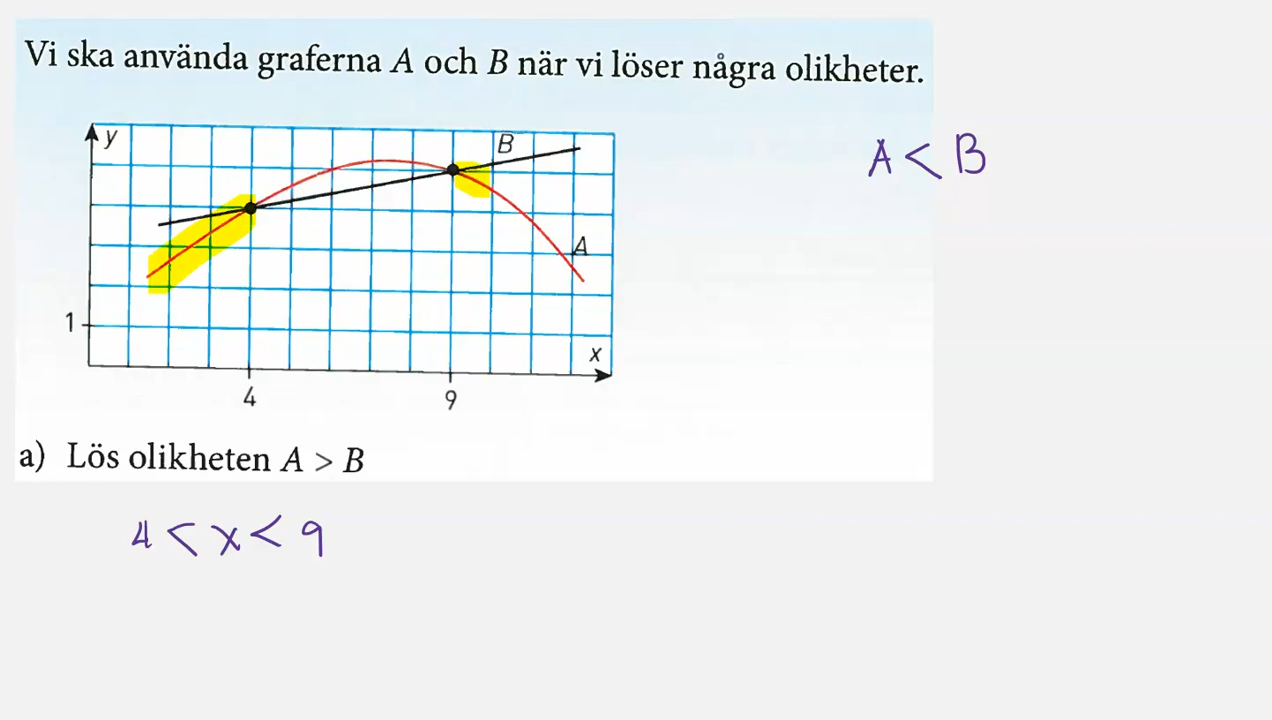 Vi ska använda graferna A och B när vi löser några olikheter.
A < B
y
B
A
1
x
4
9
a) Lös olikheten A > B
4 < x < 9